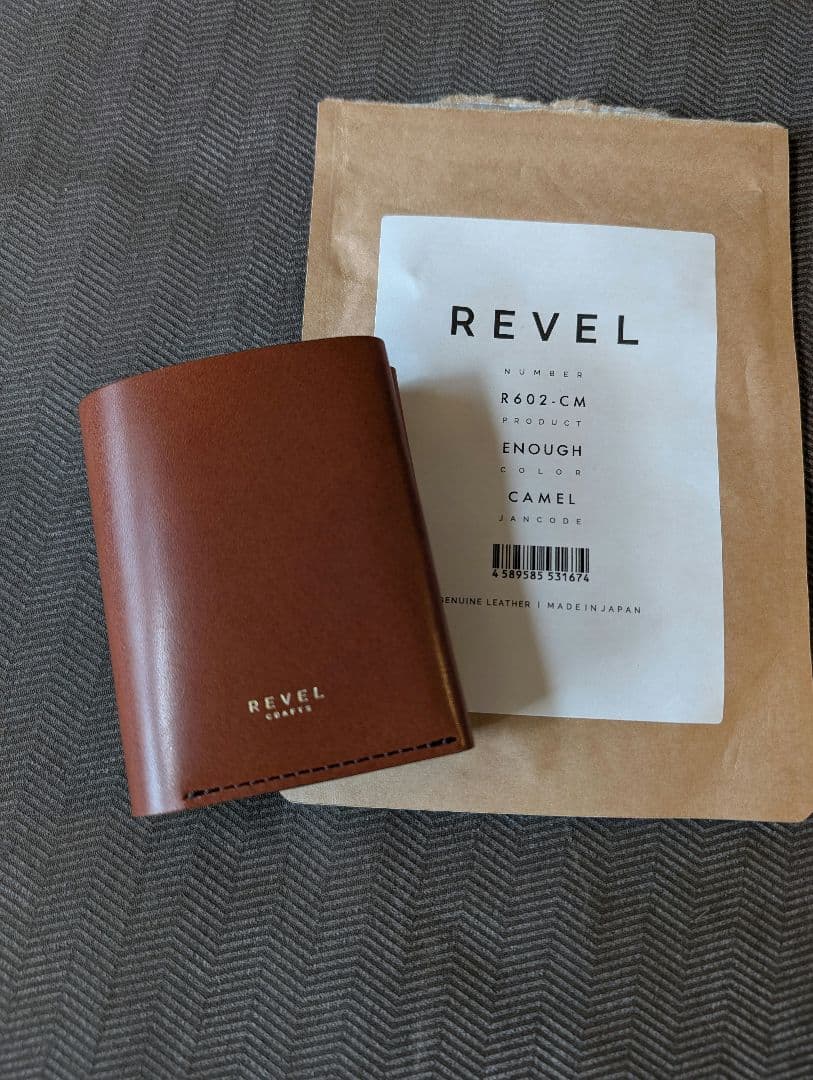 REVEL
NUMBER
R602-CM
PRODUCT
ENOUGH
COLOR
CAMEL
JANCODE
4 589585 531674
GENUINE LEATHER | MADE IN JAPAN
REVEL
CRAFTS